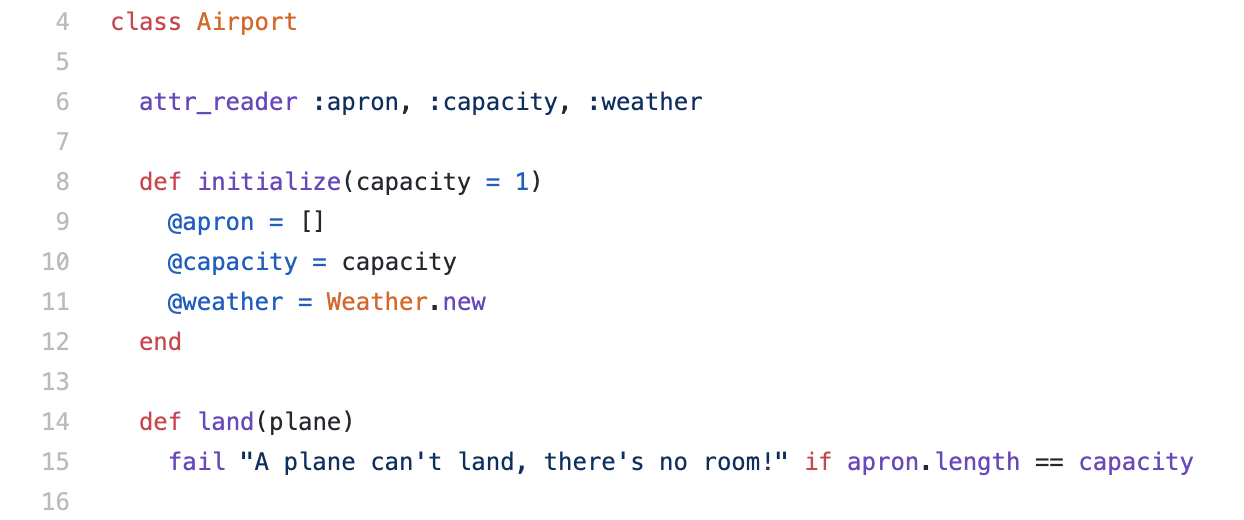 4 class Airport
5
6 attr_reader :apron, :capacity, :weather
7
8 def initialize(capacity = 1)
9 @apron = []
10 @capacity = capacity
11 @weather = Weather.new
12 end
13
14 def land(plane)
15 fail "A plane can't land, there's no room!" if apron.length == capacity
16